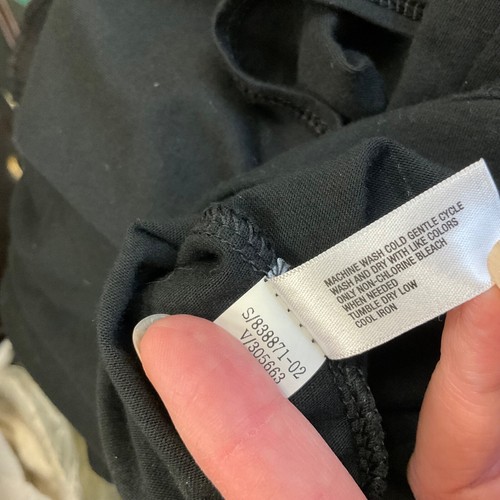 MACHINE WASH COLD GENTLE CYCLE
WASH AND DRY WITH LIKE COLORS
ONLY NON-CHLORINE BLEACH
WHEN NEEDED
TUMBLE DRY LOW
COOL IRON
S/838871-02
V/305663